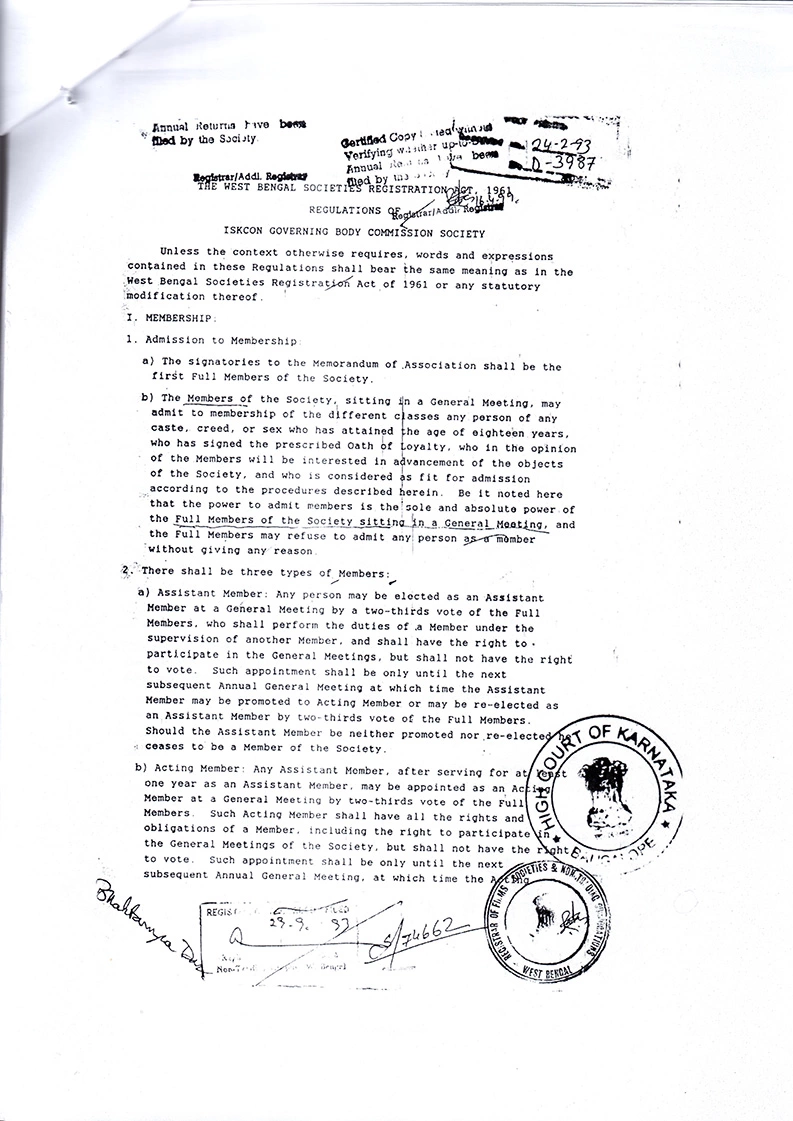 Annual Returns have been
filed by the Society.
Certified Copy
Verifying whether up-to-
Annual Re been
filed by the
24-2-93
D-3987
Registrar/Addl. Registrar
THE WEST BENGAL SOCIETIES REGISTRATION ACT, 1961
REGULATIONS OF
Registrar/Addl. Registrar
ISKCON GOVERNING BODY COMMISSION SOCIETY
Unless the context otherwise requires, words and expressions
contained in these Regulations shall bear the same meaning as in the
West Bengal Societies Registration Act of 1961 or any statutory
modification thereof.
I. MEMBERSHIP:
1. Admission to Membership:
a) The signatories to the Memorandum of Association shall be the
first Full Members of the Society.
b) The Members of the Society, sitting in a General Meeting, may
admit to membership of the different classes any person of any
caste, creed, or sex who has attained the age of eighteen years,
who has signed the prescribed Oath of Loyalty, who in the opinion
of the Members will be interested in advancement of the objects
of the Society, and who is considered as fit for admission
according to the procedures described herein. Be it noted here
that the power to admit members is the sole and absolute power of
the Full Members of the Society sitting in a General Meeting, and
the Full Members may refuse to admit any person as a member
without giving any reason.
2. There shall be three types of Members:
a) Assistant Member: Any person may be elected as an Assistant
Member at a General Meeting by a two-thirds vote of the Full
Members, who shall perform the duties of a Member under the
supervision of another Member, and shall have the right to
participate in the General Meetings, but shall not have the right
to vote. Such appointment shall be only until the next
subsequent Annual General Meeting at which time the Assistant
Member may be promoted to Acting Member or may be re-elected as
an Assistant Member by two-thirds vote of the Full Members.
Should the Assistant Member be neither promoted nor re-elected he
ceases to be a Member of the Society.
b) Acting Member: Any Assistant Member, after serving for at least
one year as an Assistant Member, may be appointed as an Acting
Member at a General Meeting by two-thirds vote of the Full
Members. Such Acting Member shall have all the rights and
obligations of a Member, including the right to participate in
the General Meetings of the Society, but shall not have the right
to vote. Such appointment shall be only until the next
subsequent Annual General Meeting, at which time the Acting
HIGH COURT OF KARNATAKA
BANGALORE
REGISTRAR OF FIRMS SOCIETIES & NON-TRADING CORPORATIONS
WEST BENGAL
FILED
CS/74662